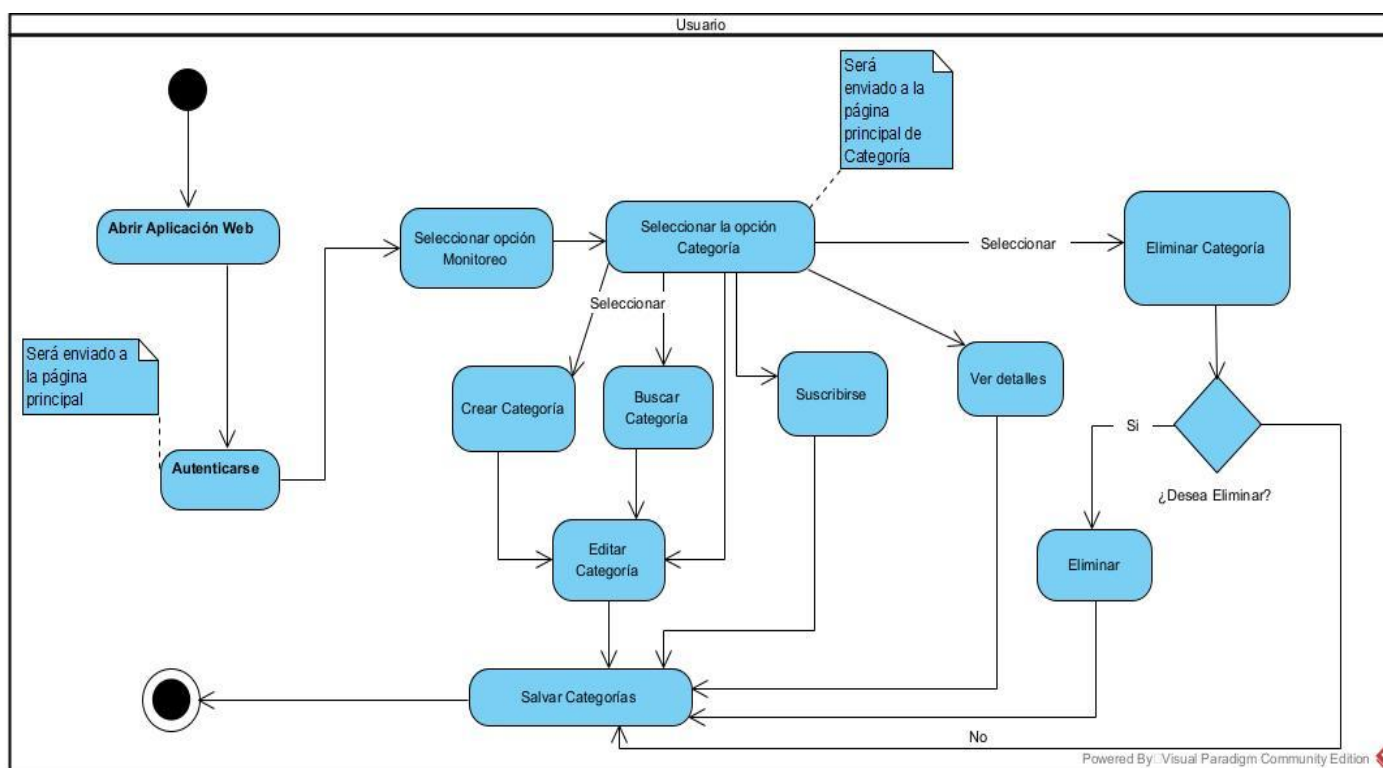 Usuario
Será
enviado a la
página
principal de
Categoría
Abrir Aplicación Web
Seleccionar opción
Monitoreo
Seleccionar la opción
Categoría
Seleccionar
Eliminar Categoría
Seleccionar
Será enviado a
la página
principal
Autenticarse
Crear Categoría
Buscar
Categoría
Suscribirse
Ver detalles
Si
¿Desea Eliminar?
Editar
Categoría
Eliminar
Salvar Categorías
No
Powered By Visual Paradigm Community Edition